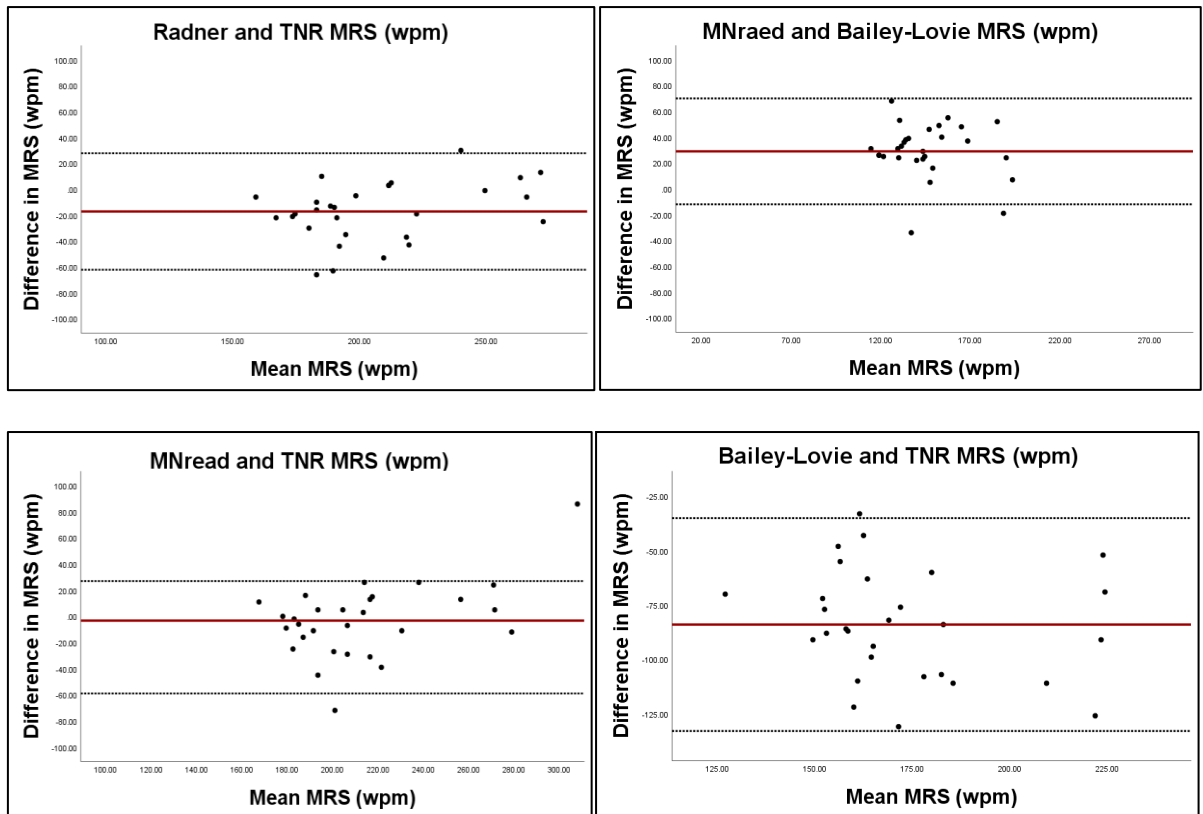 Radner and TNR MRS (wpm)
Difference in MRS (wpm)
100.00
80.00
60.00
40.00
20.00
.00
-20.00
-40.00
-60.00
-80.00
-100.00
100.00 150.00 200.00 250.00
Mean MRS (wpm)
MNraed and Bailey-Lovie MRS (wpm)
Difference in MRS (wpm)
100.00
80.00
60.00
40.00
20.00
.00
-20.00
-40.00
-60.00
-80.00
-100.00
20.00 70.00 120.00 170.00 220.00 270.00
Mean MRS (wpm)
MNread and TNR MRS (wpm)
Difference in MRS (wpm)
100.00
80.00
60.00
40.00
20.00
.00
-20.00
-40.00
-60.00
-80.00
-100.00
100.00 120.00 140.00 160.00 180.00 200.00 220.00 240.00 260.00 280.00 300.00
Mean MRS (wpm)
Bailey-Lovie and TNR MRS (wpm)
Difference in MRS (wpm)
-25.00
-50.00
-75.00
-100.00
-125.00
125.00 150.00 175.00 200.00 225.00
Mean MRS (wpm)